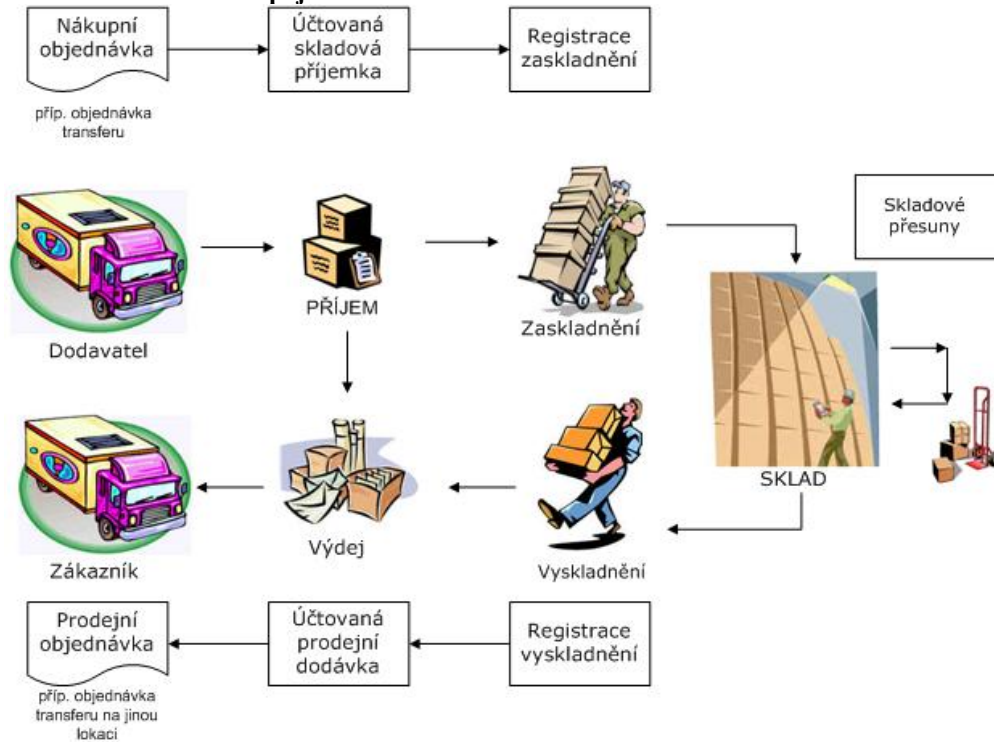 Nákupní
objednávka
příp. objednávka
transferu
Účtovaná
skladová
příjemka
Registrace
zaskladnění
Dodavatel
PŘÍJEM
Zaskladnění
Skladové
přesuny
SKLAD
Zákazník
Výdej
Vyskladnění
Prodejní
objednávka
příp. objednávka
transferu na jinou
lokaci
Účtovaná
prodejní
dodávka
Registrace
vyskladnění